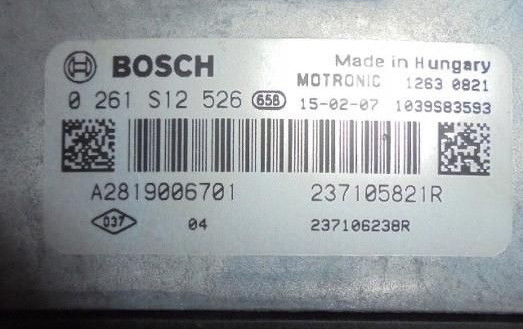 BOSCH Made in Hungary
MOTRONIC 1263 0821
0 261 S12 526 658 15-02-07 1039S83593
A2819006701 237105821R
037 04 237106238R